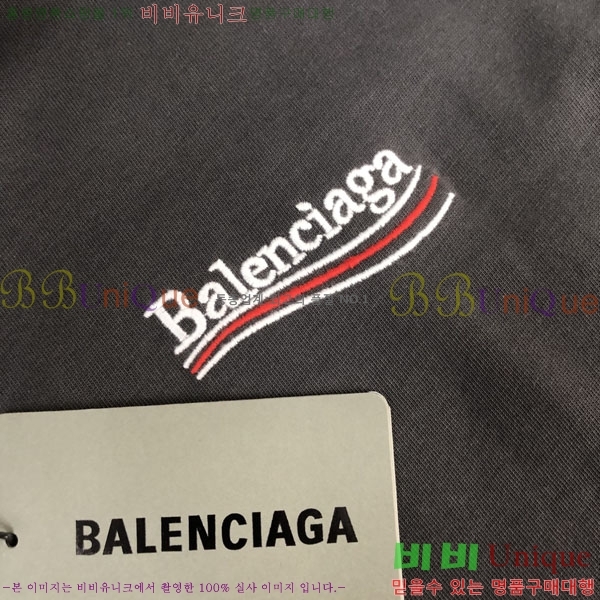 비비유니크
Balenciaga
BBUniQue
BBUniQue
BALENCIAGA
비비 Unique
-본 이미지는 비비유니크에서 촬영한 100% 실사 이미지 입니다.-
믿을수 있는 명품구매대행